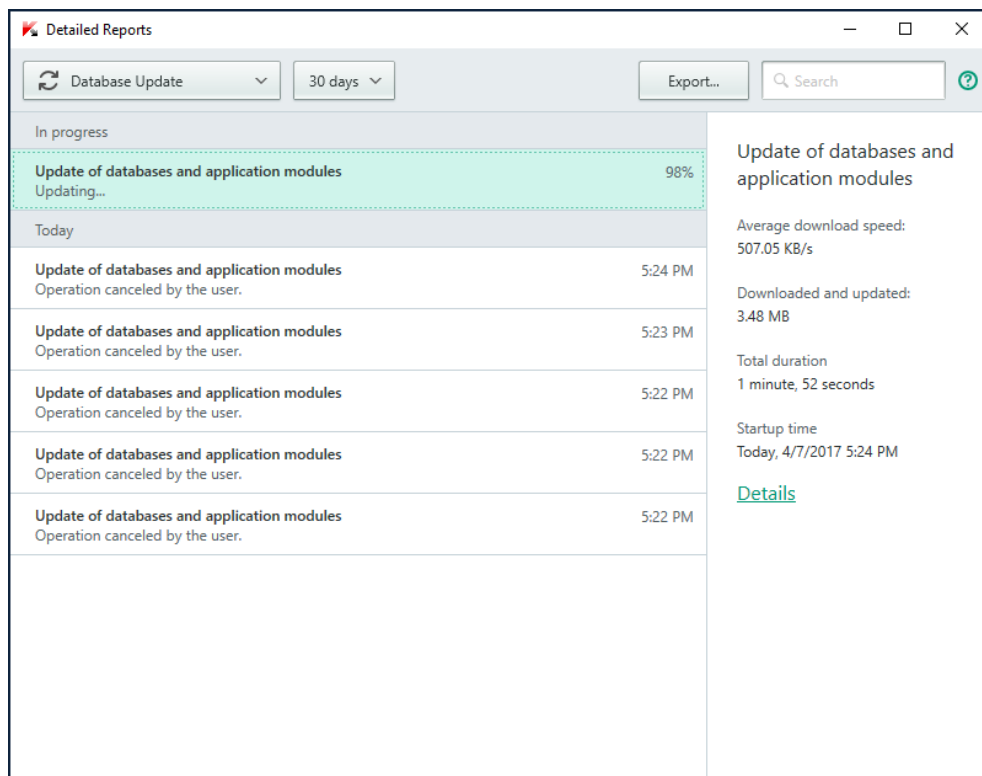 Detailed Reports
Database Update
30 days
Export...
Search
In progress
Update of databases and application modules
98%
Updating...
Today
Update of databases and application modules
5:24 PM
Operation canceled by the user.
Update of databases and application modules
5:23 PM
Operation canceled by the user.
Update of databases and application modules
5:22 PM
Operation canceled by the user.
Update of databases and application modules
5:22 PM
Operation canceled by the user.
Update of databases and application modules
5:22 PM
Operation canceled by the user.
Update of databases and
application modules
Average download speed:
507.05 KB/s
Downloaded and updated:
3.48 MB
Total duration
1 minute, 52 seconds
Startup time
Today, 4/7/2017 5:24 PM
Details